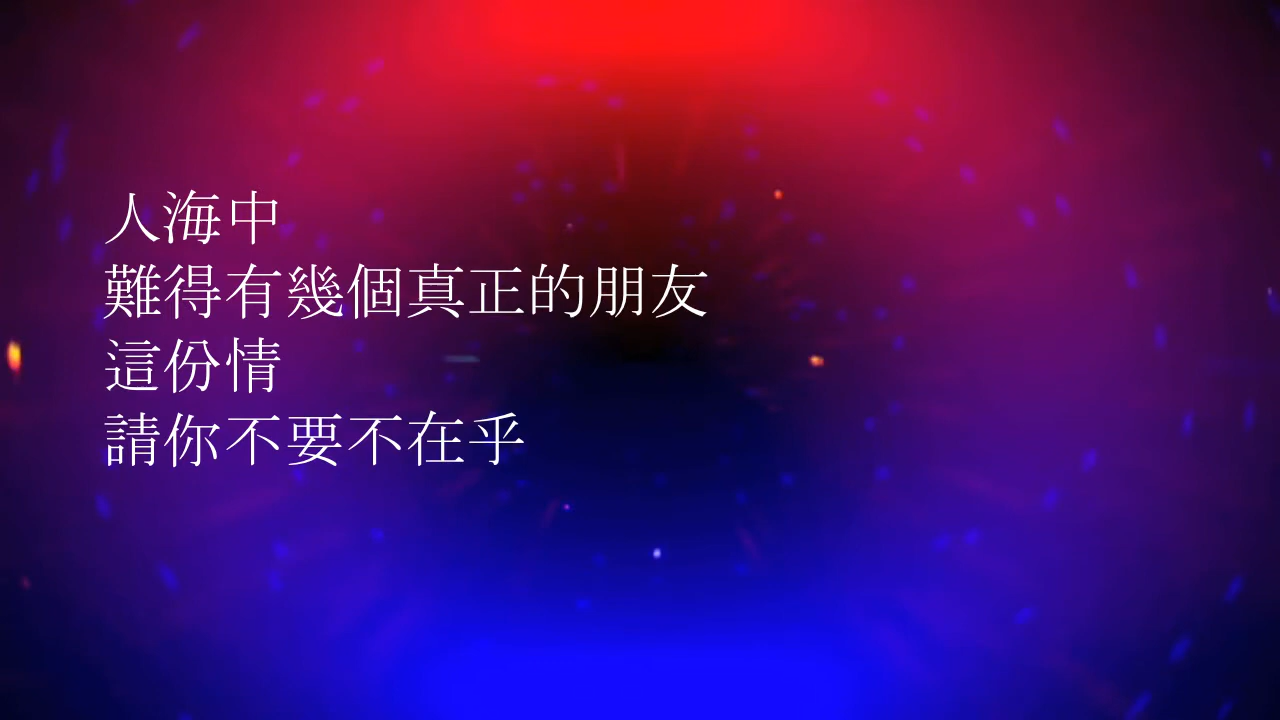 人海中
難得有幾個真正的朋友
這份情
請你不要不在乎